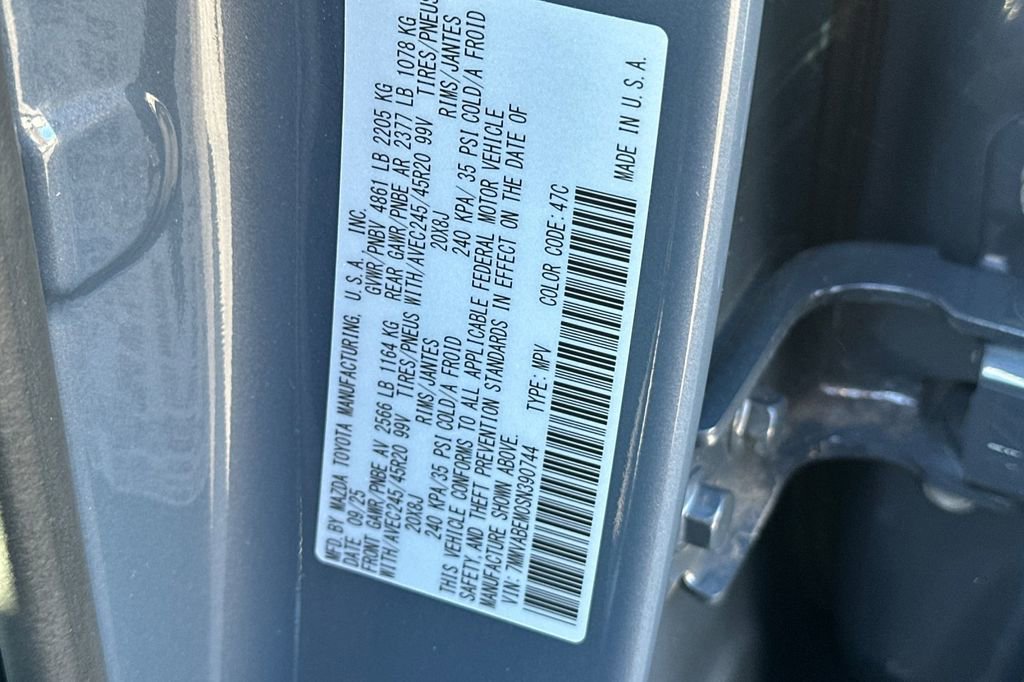 MFD. BY MAZDA TOYOTA MANUFACTURING, U.S.A. INC.
DATE 09/25 GVWR/PNBV 4861 LB 2205 KG
FRONT GAWR/PNBE AV 2566 LB 1164 KG REAR GAWR/PNBE AR 2377 LB 1078 KG
WITH/AVEC245/45R20 99V TIRES/PNEUS WITH/AVEC245/45R20 99V TIRES/PNEUS
20X8J RIMS/JANTES 20X8J RIMS/JANTES
240 KPA/35 PSI COLD/A FROID 240 KPA/ 35 PSI COLD/A FROID
THIS VEHICLE CONFORMS TO ALL APPLICABLE FEDERAL MOTOR VEHICLE
SAFETY, AND THEFT PREVENTION STANDARDS IN EFFECT ON THE DATE OF
MANUFACTURE SHOWN ABOVE.
VIN: 7MMVABEM0SN390744 TYPE: MPV COLOR CODE: 47C
MADE IN U.S.A.